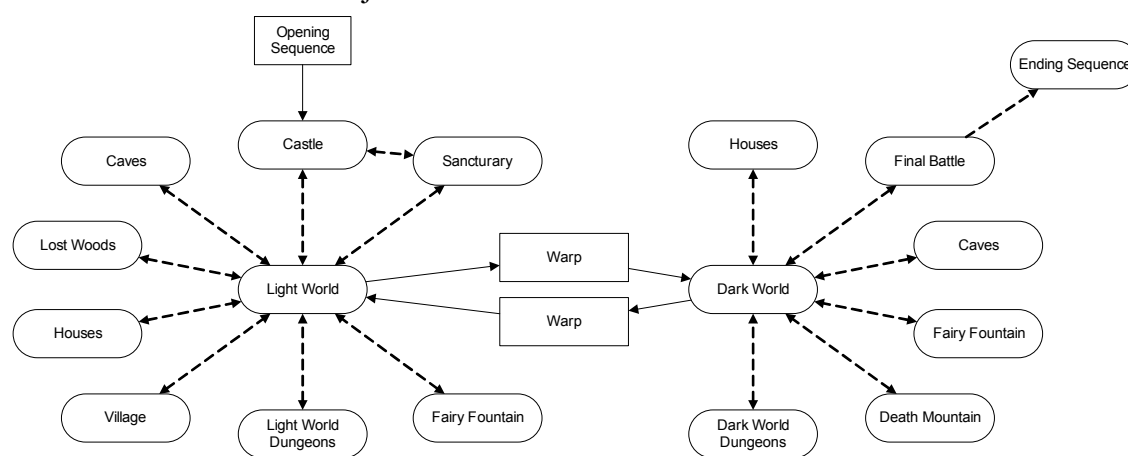 Opening
Sequence
Ending Sequence
Castle
Sancturary
Caves
Houses
Final Battle
Lost Woods
Caves
Warp
Light World
Dark World
Warp
Houses
Fairy Fountain
Village
Light World
Dungeons
Fairy Fountain
Dark World
Dungeons
Death Mountain